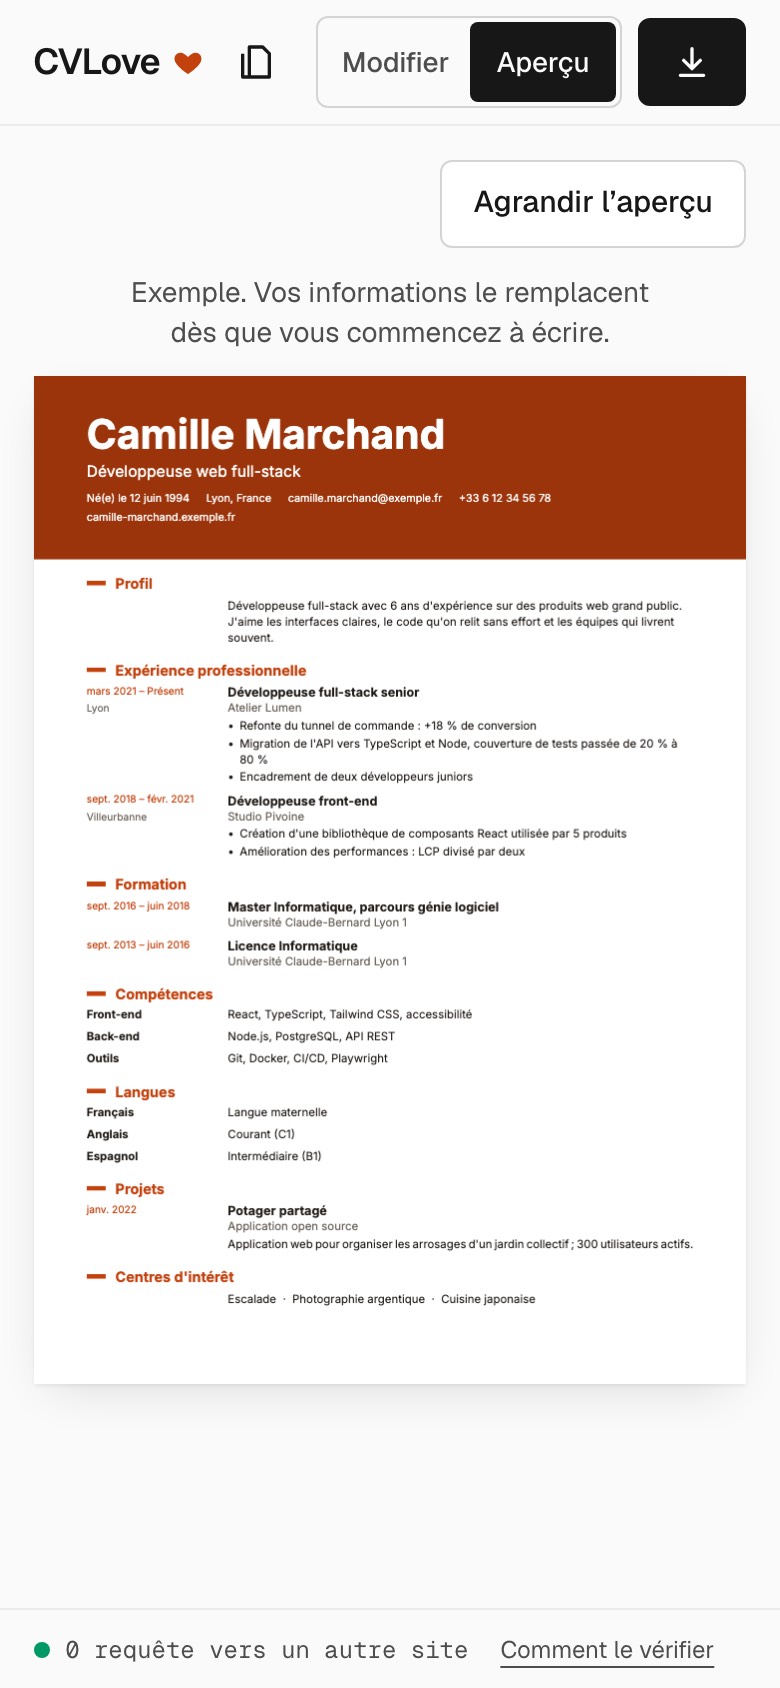 CVLove
Modifier
Aperçu
Agrandir l’aperçu
Exemple. Vos informations le remplacent
dès que vous commencez à écrire.
Camille Marchand
Développeuse web full-stack
Né(e) le 12 juin 1994 Lyon, France camille.marchand@exemple.fr +33 6 12 34 56 78
camille-marchand.exemple.fr
Profil
Développeuse full-stack avec 6 ans d'expérience sur des produits web grand public.
J'aime les interfaces claires, le code qu'on relit sans effort et les équipes qui livrent
souvent.
Expérience professionnelle
mars 2021 – Présent
Lyon
Développeuse full-stack senior
Atelier Lumen
• Refonte du tunnel de commande : +18 % de conversion
• Migration de l'API vers TypeScript et Node, couverture de tests passée de 20 % à
80 %
• Encadrement de deux développeurs juniors
sept. 2018 – févr. 2021
Villeurbanne
Développeuse front-end
Studio Pivoine
• Création d'une bibliothèque de composants React utilisée par 5 produits
• Amélioration des performances : LCP divisé par deux
Formation
sept. 2016 – juin 2018
Master Informatique, parcours génie logiciel
Université Claude-Bernard Lyon 1
sept. 2013 – juin 2016
Licence Informatique
Université Claude-Bernard Lyon 1
Compétences
Front-end React, TypeScript, Tailwind CSS, accessibilité
Back-end Node.js, PostgreSQL, API REST
Outils Git, Docker, CI/CD, Playwright
Langues
Français Langue maternelle
Anglais Courant (C1)
Espagnol Intermédiaire (B1)
Projets
janv. 2022
Potager partagé
Application open source
Application web pour organiser les arrosages d'un jardin collectif ; 300 utilisateurs actifs.
Centres d'intérêt
Escalade · Photographie argentique · Cuisine japonaise
0 requête vers un autre site
Comment le vérifier